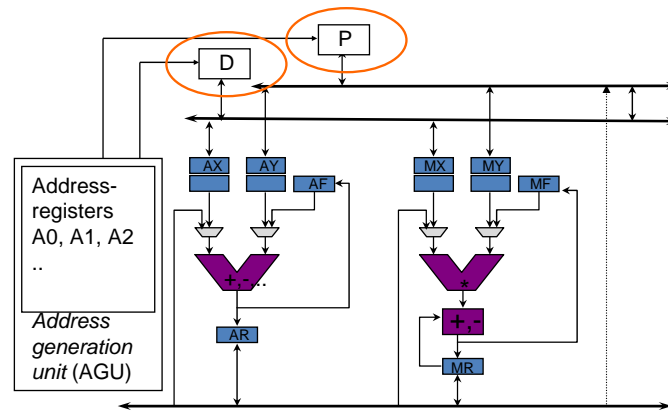 P
D
AX
AY
AF
MX
MY
MF
Address-
registers
A0, A1, A2
..
+,-...
*
+,-
Address
generation
unit (AGU)
AR
MR